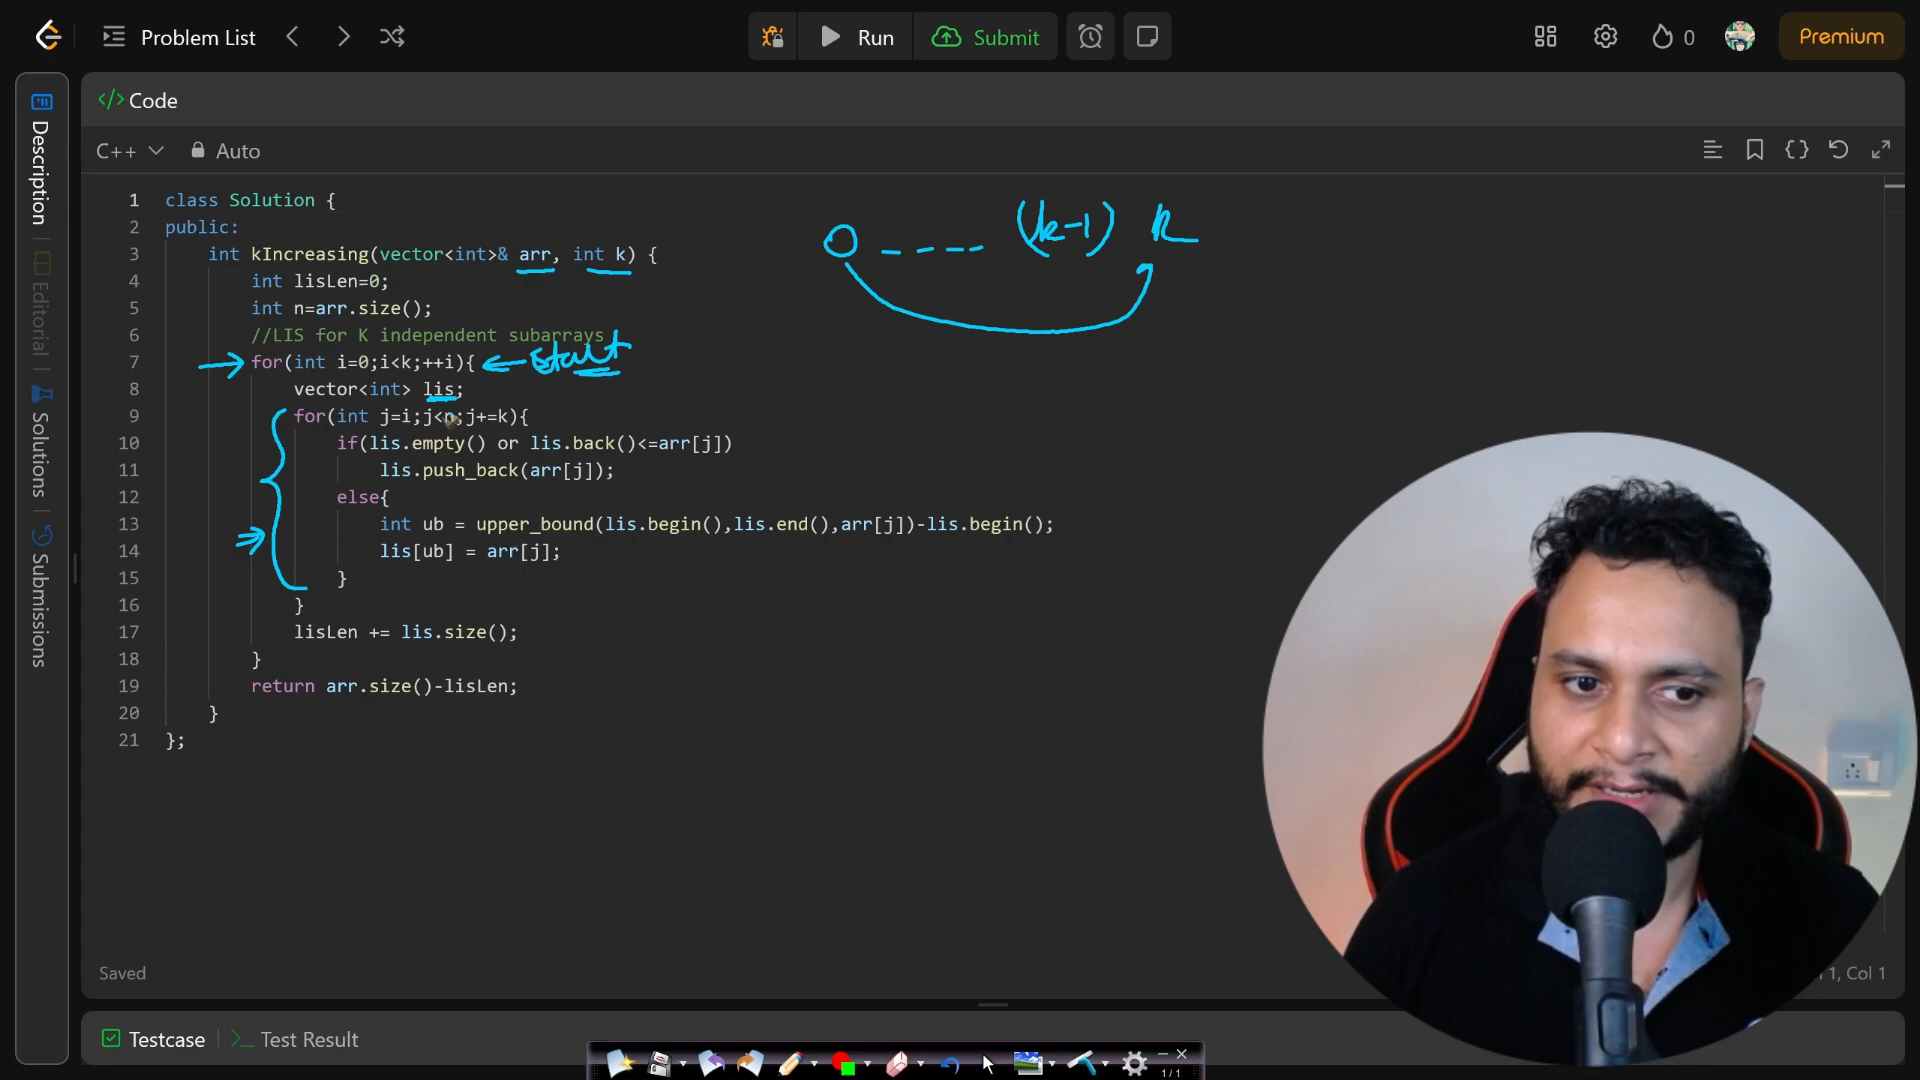 Problem List
Run
Submit
0
Premium
Description
Editorial
Solutions
Submissions
</> Code
C++
Auto
1 class Solution {
2 public:
3 int kIncreasing(vector<int>& arr, int k) {
4 int lisLen=0;
5 int n=arr.size();
6 //LIS for K independent subarrays
7 for(int i=0;i<k;++i){
8 vector<int> lis;
9 for(int j=i;j<n;j+=k){
10 if(lis.empty() or lis.back()<=arr[j])
11 lis.push_back(arr[j]);
12 else{
13 int ub = upper_bound(lis.begin(),lis.end(),arr[j])-lis.begin();
14 lis[ub] = arr[j];
15 }
16 }
17 lisLen += lis.size();
18 }
19 return arr.size()-lisLen;
20 }
21 };
0 ---- (k-1) k
start
Saved
1, Col 1
Testcase
Test Result
1/1